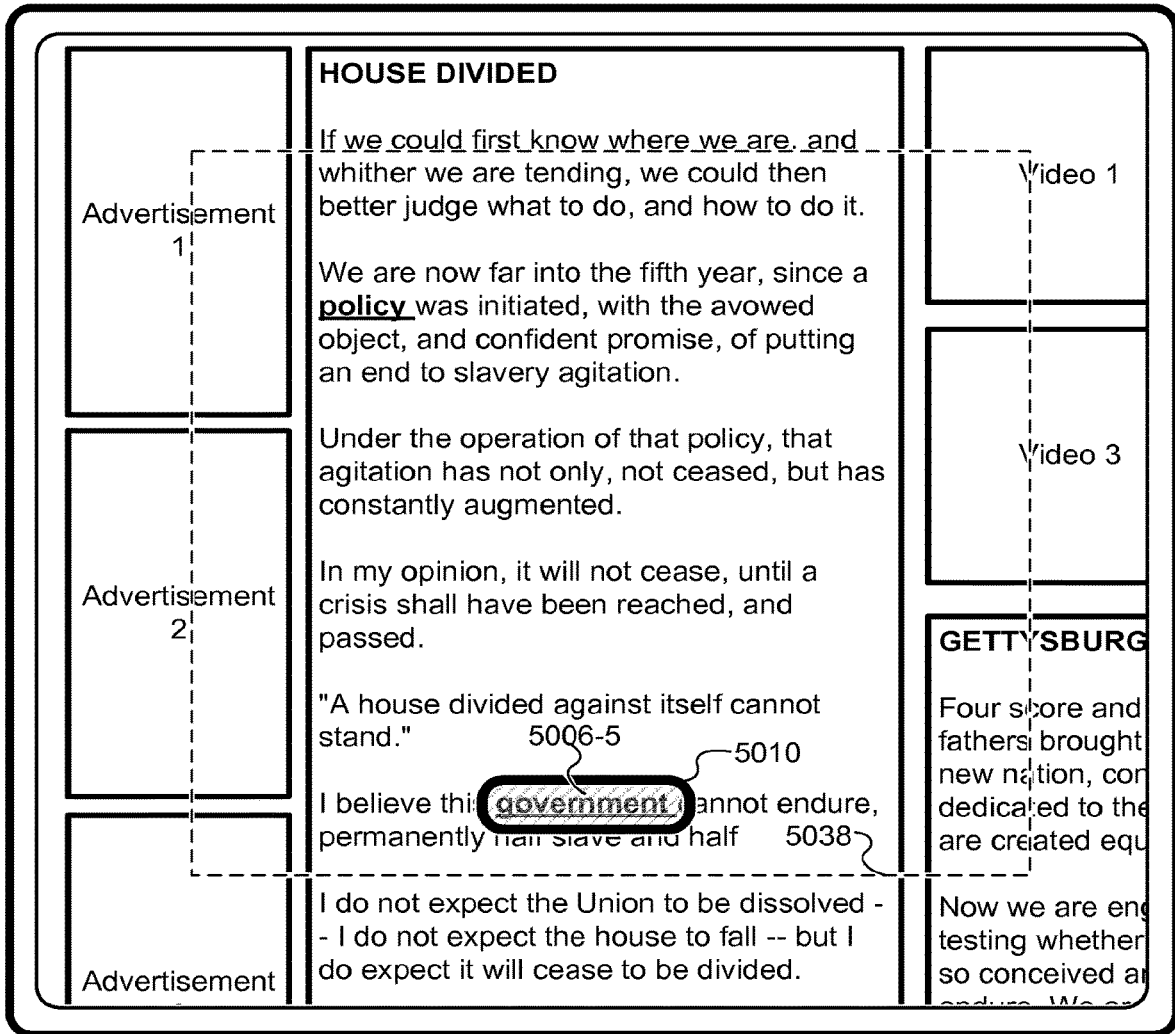 Advertisement
1
Advertisement
2
Advertisement
HOUSE DIVIDED
If we could first know where we are, and
whither we are tending, we could then
better judge what to do, and how to do it.
We are now far into the fifth year, since a
policy was initiated, with the avowed
object, and confident promise, of putting
an end to slavery agitation.
Under the operation of that policy, that
agitation has not only, not ceased, but has
constantly augmented.
In my opinion, it will not cease, until a
crisis shall have been reached, and
passed.
"A house divided against itself cannot
stand."
5006-5
5010
I believe this government cannot endure,
permanently half slave and half
5038
I do not expect the Union to be dissolved -
- I do not expect the house to fall -- but I
do expect it will cease to be divided.
Video 1
Video 3
GETTYSBURG
Four score and
fathers brought
new nation, con
dedicated to the
are created equ
Now we are eng
testing whether
so conceived a